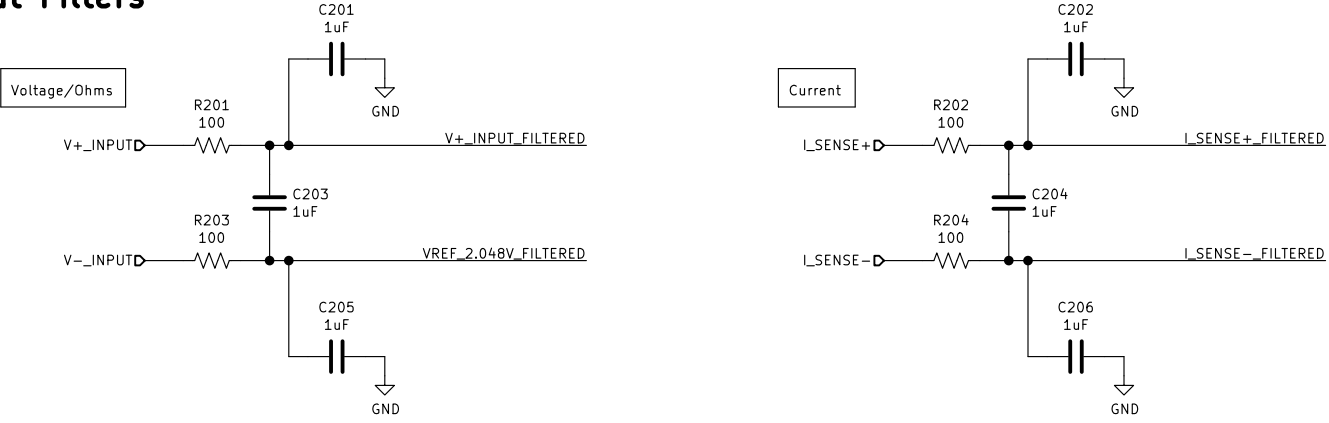 Filters
C201
1uF
GND
Voltage/Ohms
R201
100
V+_INPUT
V+_INPUT_FILTERED
C203
1uF
R203
100
V-_INPUT
VREF_2.048V_FILTERED
C205
1uF
GND
C202
1uF
GND
Current
R202
100
I_SENSE+
I_SENSE+_FILTERED
C204
1uF
R204
100
I_SENSE-
I_SENSE-_FILTERED
C206
1uF
GND